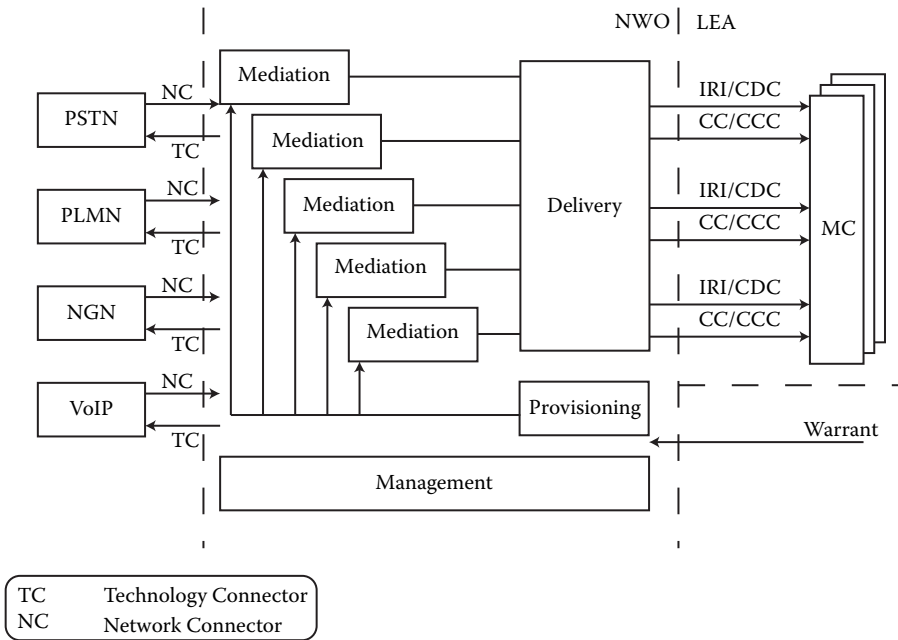 NWO LEA
Mediation
NC
PSTN
TC
IRI/CDC
CC/CCC
Mediation
NC
PLMN
TC
Mediation
Delivery
IRI/CDC
CC/CCC
MC
Mediation
NC
NGN
TC
IRI/CDC
CC/CCC
Mediation
NC
VoIP
TC
Provisioning
Warrant
Management
TC Technology Connector
NC Network Connector